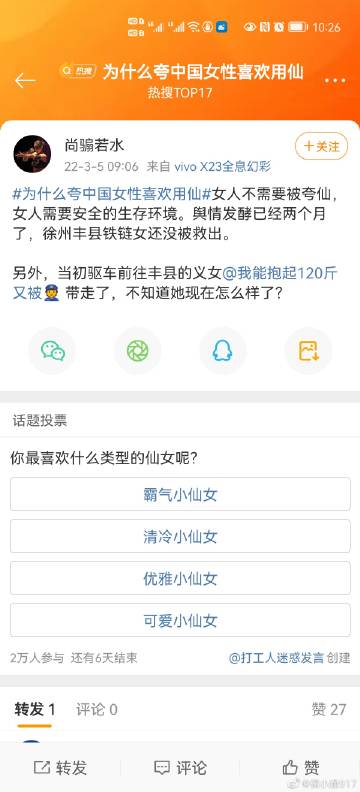 10:26
热搜
为什么夸中国女性喜欢用仙
热搜TOP17
尚骟若水
+关注
22-3-5 09:06 来自 vivo X23全息幻彩
#为什么夸中国女性喜欢用仙#女人不需要被夸仙，
女人需要安全的生存环境。舆情发酵已经两个月
了，徐州丰县铁链女还没被救出。
另外，当初驱车前往丰县的义女@我能抱起120斤
又被👮 带走了，不知道她现在怎么样了？
话题投票
你最喜欢什么类型的仙女呢？
霸气小仙女
清冷小仙女
优雅小仙女
可爱小仙女
2万人参与 还有6天结束
@打工人迷惑发言 创建
转发 1 评论 0 赞 27
转发 评论 赞